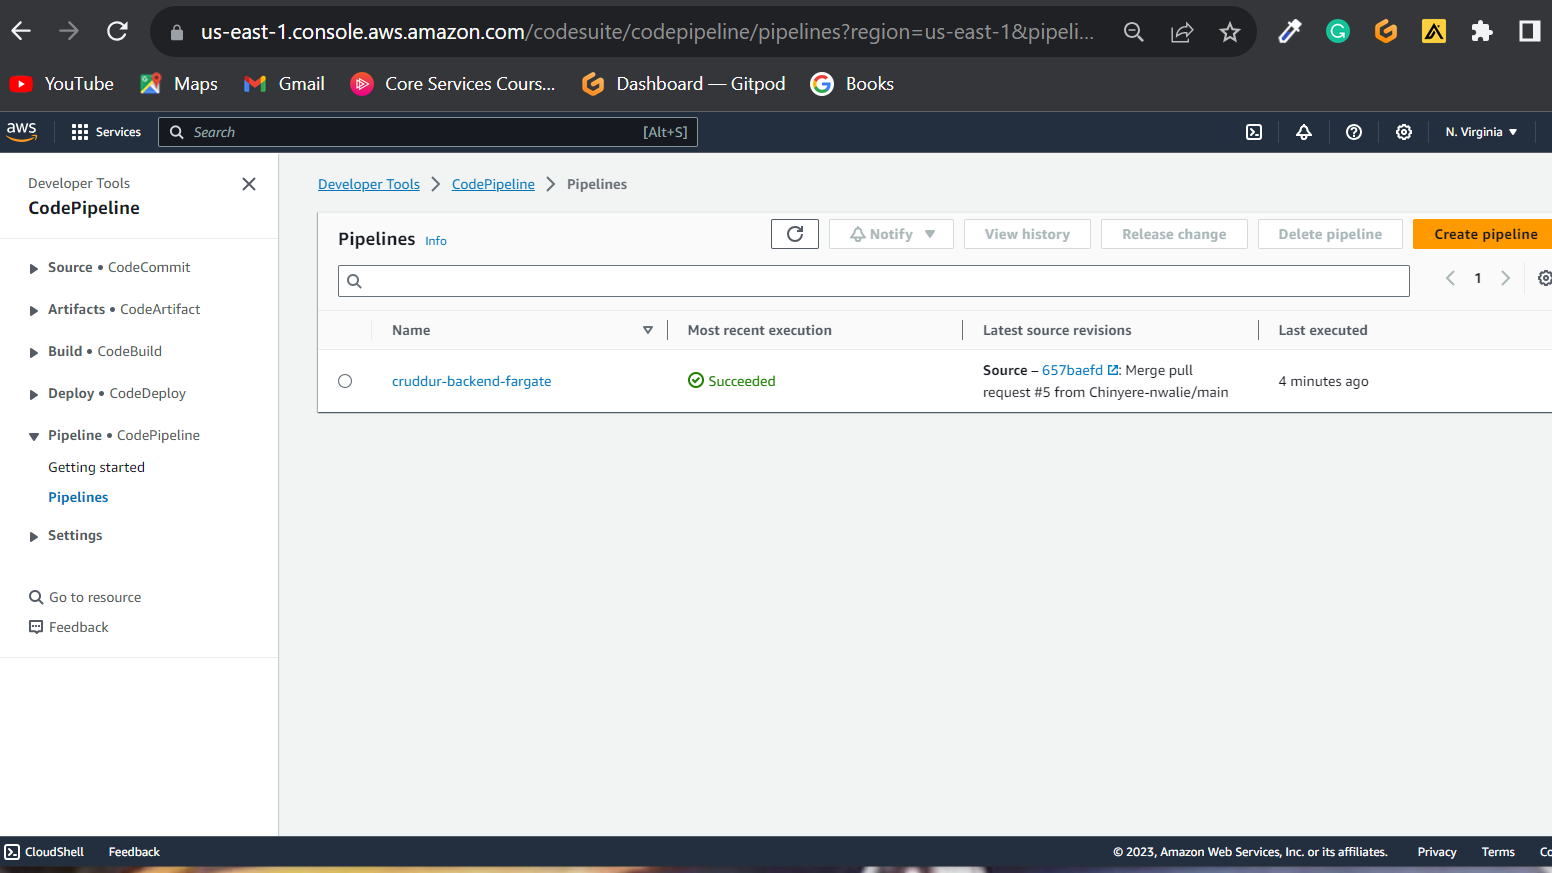 us-east-1.console.aws.amazon.com/codesuite/codepipeline/pipelines?region=us-east-1&pipeli...
YouTube Maps Gmail Core Services Cours... Dashboard — Gitpod Books
aws Services Search [Alt+S] N. Virginia
Developer Tools
CodePipeline
Source • CodeCommit
Artifacts • CodeArtifact
Build • CodeBuild
Deploy • CodeDeploy
Pipeline • CodePipeline
Getting started
Pipelines
Settings
Go to resource
Feedback
Developer Tools CodePipeline Pipelines
Pipelines Info Notify View history Release change Delete pipeline Create pipeline
1
Name Most recent execution Latest source revisions Last executed
cruddur-backend-fargate Succeeded Source – 657baefd : Merge pull request #5 from Chinyere-nwalie/main 4 minutes ago
CloudShell Feedback © 2023, Amazon Web Services, Inc. or its affiliates. Privacy Terms Co